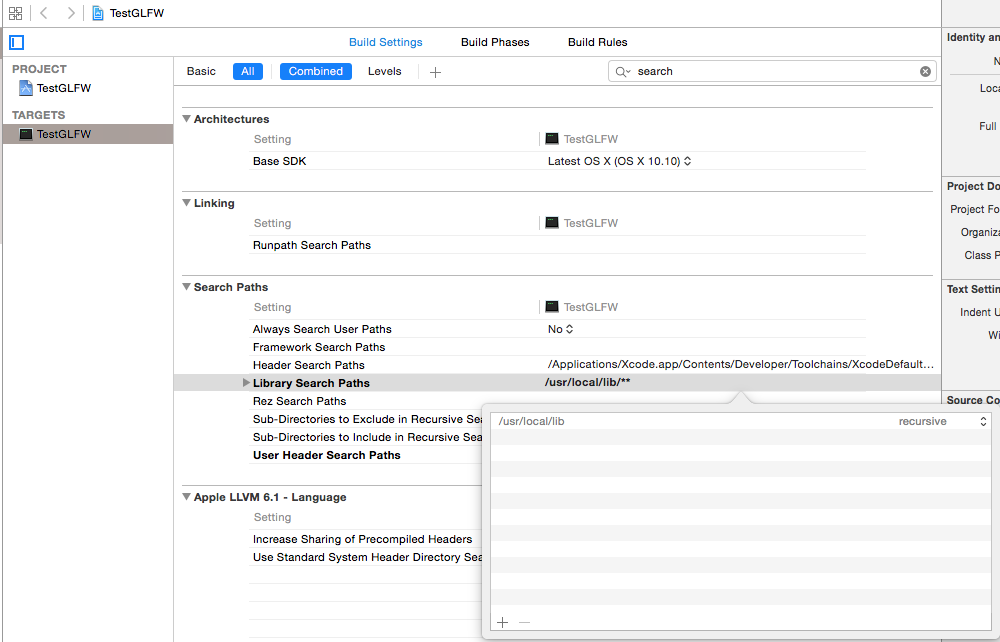 TestGLFW
Build Settings Build Phases Build Rules
Identity an
PROJECT
TestGLFW
TARGETS
TestGLFW
Basic All Combined Levels search
N
Loca
Full
Architectures
Setting TestGLFW
Base SDK Latest OS X (OS X 10.10)
Project Do
Linking
Project Fo
Setting TestGLFW
Organiza
Runpath Search Paths
Class P
Search Paths
Text Settin
Setting TestGLFW
Indent U
Always Search User Paths No
Wi
Framework Search Paths
Header Search Paths /Applications/Xcode.app/Contents/Developer/Toolchains/XcodeDefault...
Library Search Paths /usr/local/lib/**
Rez Search Paths
Source Co
Sub-Directories to Exclude in Recursive Sea
/usr/local/lib recursive
Sub-Directories to Include in Recursive Sea
User Header Search Paths
Apple LLVM 6.1 - Language
Setting
Increase Sharing of Precompiled Headers
Use Standard System Header Directory Sea